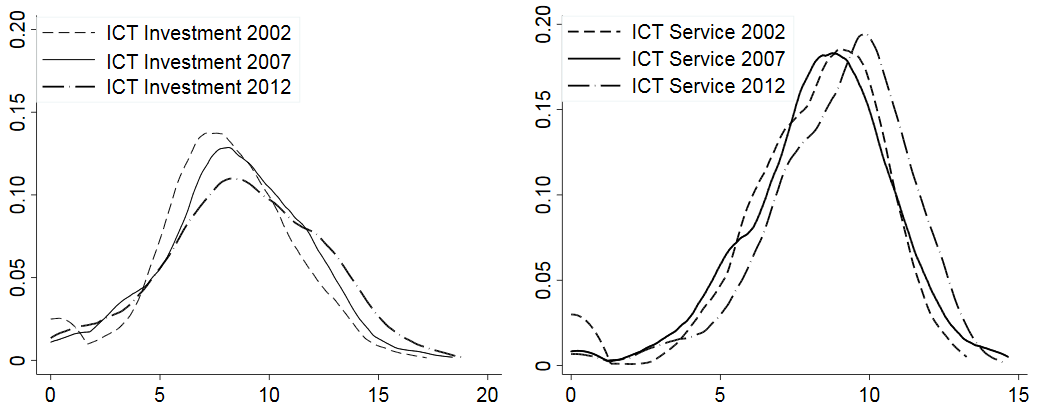 ICT Investment 2002
ICT Investment 2007
ICT Investment 2012
0.20
0.15
0.10
0.05
0
0 5 10 15 20
ICT Service 2002
ICT Service 2007
ICT Service 2012
0.20
0.15
0.10
0.05
0
0 5 10 15